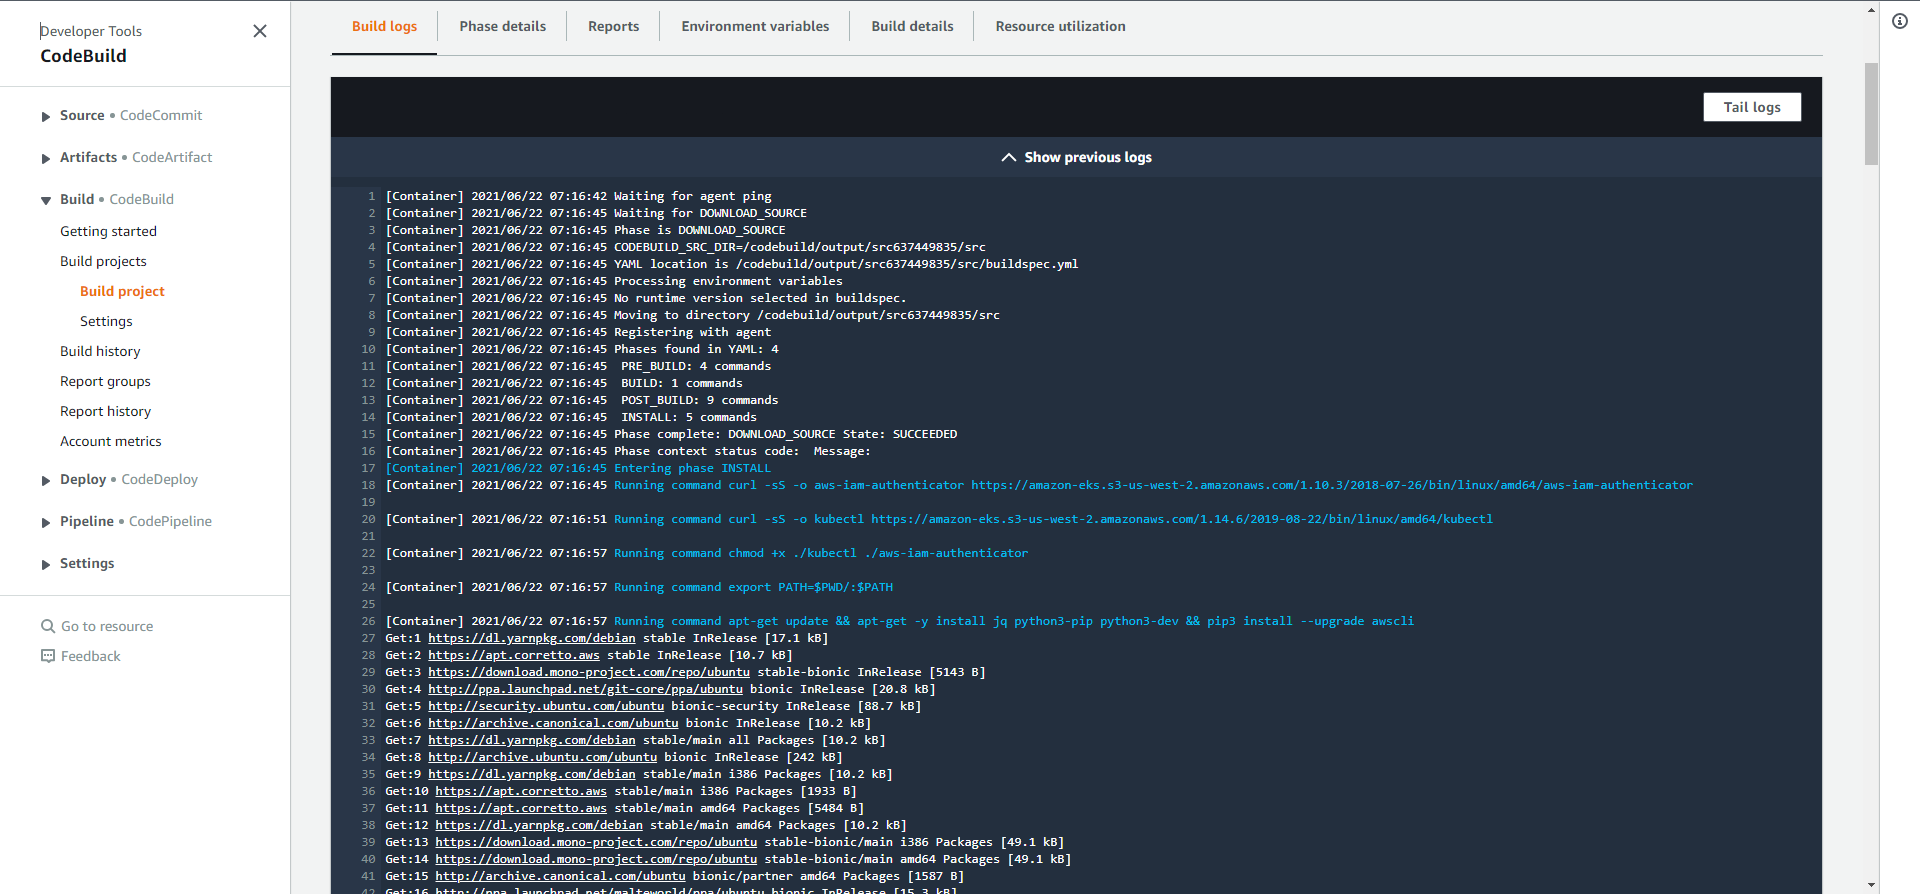 Developer Tools
CodeBuild
Source • CodeCommit
Artifacts • CodeArtifact
Build • CodeBuild
Getting started
Build projects
Build project
Settings
Build history
Report groups
Report history
Account metrics
Deploy • CodeDeploy
Pipeline • CodePipeline
Settings
Go to resource
Feedback
Build logs
Phase details
Reports
Environment variables
Build details
Resource utilization
Tail logs
Show previous logs
1 [Container] 2021/06/22 07:16:42 Waiting for agent ping
2 [Container] 2021/06/22 07:16:45 Waiting for DOWNLOAD_SOURCE
3 [Container] 2021/06/22 07:16:45 Phase is DOWNLOAD_SOURCE
4 [Container] 2021/06/22 07:16:45 CODEBUILD_SRC_DIR=/codebuild/output/src637449835/src
5 [Container] 2021/06/22 07:16:45 YAML location is /codebuild/output/src637449835/src/buildspec.yml
6 [Container] 2021/06/22 07:16:45 Processing environment variables
7 [Container] 2021/06/22 07:16:45 No runtime version selected in buildspec.
8 [Container] 2021/06/22 07:16:45 Moving to directory /codebuild/output/src637449835/src
9 [Container] 2021/06/22 07:16:45 Registering with agent
10 [Container] 2021/06/22 07:16:45 Phases found in YAML: 4
11 [Container] 2021/06/22 07:16:45  PRE_BUILD: 4 commands
12 [Container] 2021/06/22 07:16:45  BUILD: 1 commands
13 [Container] 2021/06/22 07:16:45  POST_BUILD: 9 commands
14 [Container] 2021/06/22 07:16:45  INSTALL: 5 commands
15 [Container] 2021/06/22 07:16:45 Phase complete: DOWNLOAD_SOURCE State: SUCCEEDED
16 [Container] 2021/06/22 07:16:45 Phase context status code:  Message:
17 [Container] 2021/06/22 07:16:45 Entering phase INSTALL
18 [Container] 2021/06/22 07:16:45 Running command curl -sS -o aws-iam-authenticator https://amazon-eks.s3-us-west-2.amazonaws.com/1.10.3/2018-07-26/bin/linux/amd64/aws-iam-authenticator
19
20 [Container] 2021/06/22 07:16:51 Running command curl -sS -o kubectl https://amazon-eks.s3-us-west-2.amazonaws.com/1.14.6/2019-08-22/bin/linux/amd64/kubectl
21
22 [Container] 2021/06/22 07:16:57 Running command chmod +x ./kubectl ./aws-iam-authenticator
23
24 [Container] 2021/06/22 07:16:57 Running command export PATH=$PWD/:$PATH
25
26 [Container] 2021/06/22 07:16:57 Running command apt-get update && apt-get -y install jq python3-pip python3-dev && pip3 install --upgrade awscli
27 Get:1 https://dl.yarnpkg.com/debian stable InRelease [17.1 kB]
28 Get:2 https://apt.corretto.aws stable InRelease [10.7 kB]
29 Get:3 https://download.mono-project.com/repo/ubuntu stable-bionic InRelease [5143 B]
30 Get:4 http://ppa.launchpad.net/git-core/ppa/ubuntu bionic InRelease [20.8 kB]
31 Get:5 http://security.ubuntu.com/ubuntu bionic-security InRelease [88.7 kB]
32 Get:6 http://archive.canonical.com/ubuntu bionic InRelease [10.2 kB]
33 Get:7 https://dl.yarnpkg.com/debian stable/main all Packages [10.2 kB]
34 Get:8 http://archive.ubuntu.com/ubuntu bionic InRelease [242 kB]
35 Get:9 https://dl.yarnpkg.com/debian stable/main i386 Packages [10.2 kB]
36 Get:10 https://apt.corretto.aws stable/main i386 Packages [1933 B]
37 Get:11 https://apt.corretto.aws stable/main amd64 Packages [5484 B]
38 Get:12 https://dl.yarnpkg.com/debian stable/main amd64 Packages [10.2 kB]
39 Get:13 https://download.mono-project.com/repo/ubuntu stable-bionic/main i386 Packages [49.1 kB]
40 Get:14 https://download.mono-project.com/repo/ubuntu stable-bionic/main amd64 Packages [49.1 kB]
41 Get:15 http://archive.canonical.com/ubuntu bionic/partner amd64 Packages [1587 B]
42 Get:16 http://ppa.launchpad.net/malteworld/ppa/ubuntu bionic InRelease [15.3 kB]